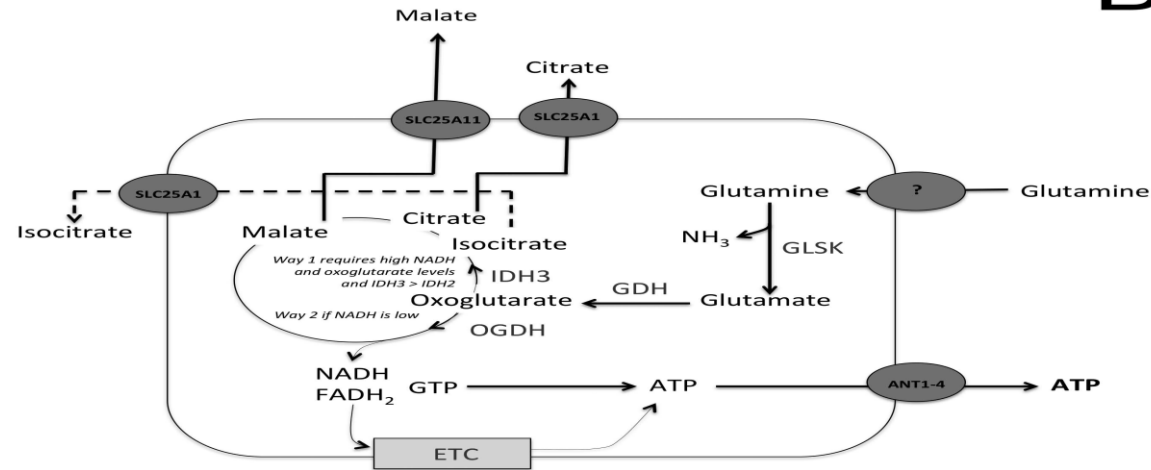 B
Malate
Citrate
SLC25A11
SLC25A1
SLC25A1
Glutamine
?
Glutamine
Isocitrate
Malate
Citrate
Isocitrate
NH3
GLSK
Way 1 requires high NADH
and oxoglutarate levels
and IDH3 > IDH2
IDH3
Oxoglutarate
GDH
Glutamate
Way 2 if NADH is low
OGDH
NADH
FADH2
GTP
ATP
ANT1-4
ATP
ETC